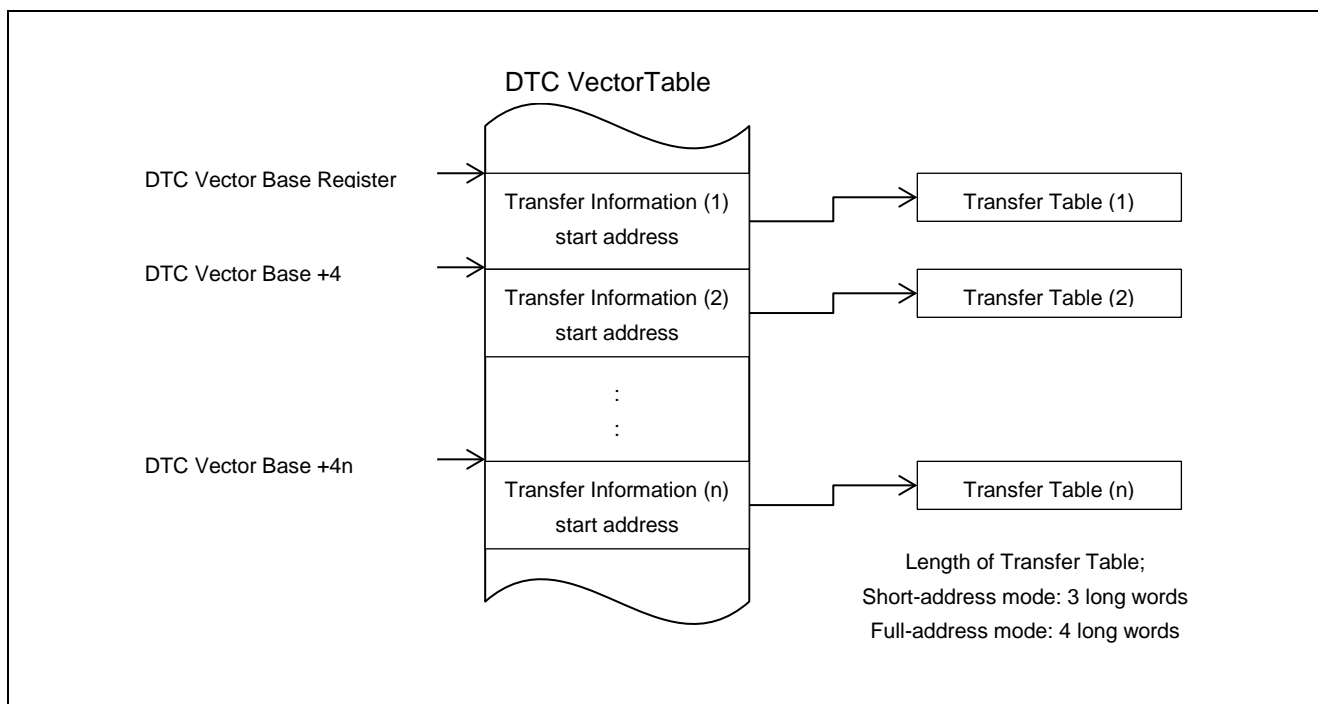 DTC VectorTable
DTC Vector Base Register
Transfer Information (1)
start address
Transfer Table (1)
DTC Vector Base +4
Transfer Information (2)
start address
Transfer Table (2)
:
:
DTC Vector Base +4n
Transfer Information (n)
start address
Transfer Table (n)
Length of Transfer Table;
Short-address mode: 3 long words
Full-address mode: 4 long words